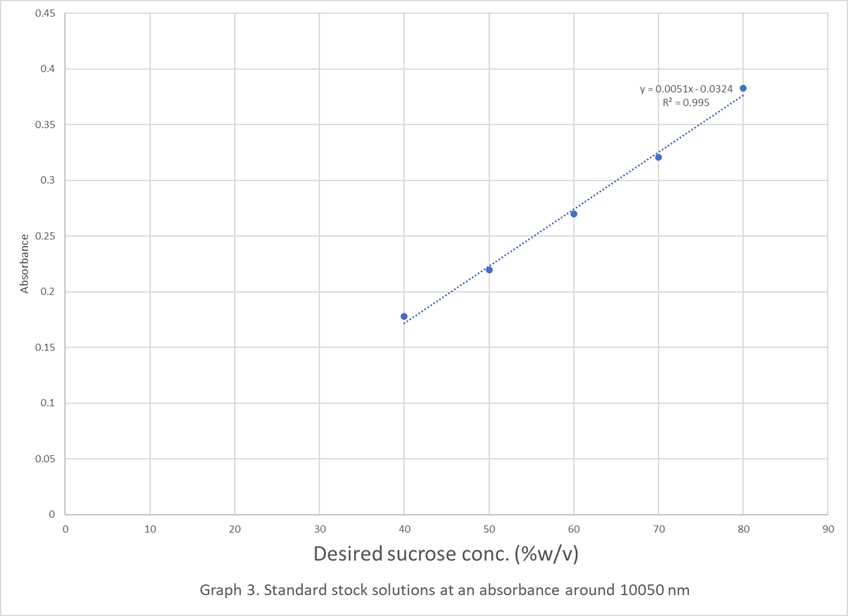 0.45
0.4
0.35
0.3
0.25
0.2
0.15
0.1
0.05
0
Absorbance
y = 0.0051x - 0.0324
R² = 0.995
0 10 20 30 40 50 60 70 80 90
Desired sucrose conc. (%w/v)
Graph 3. Standard stock solutions at an absorbance around 10050 nm